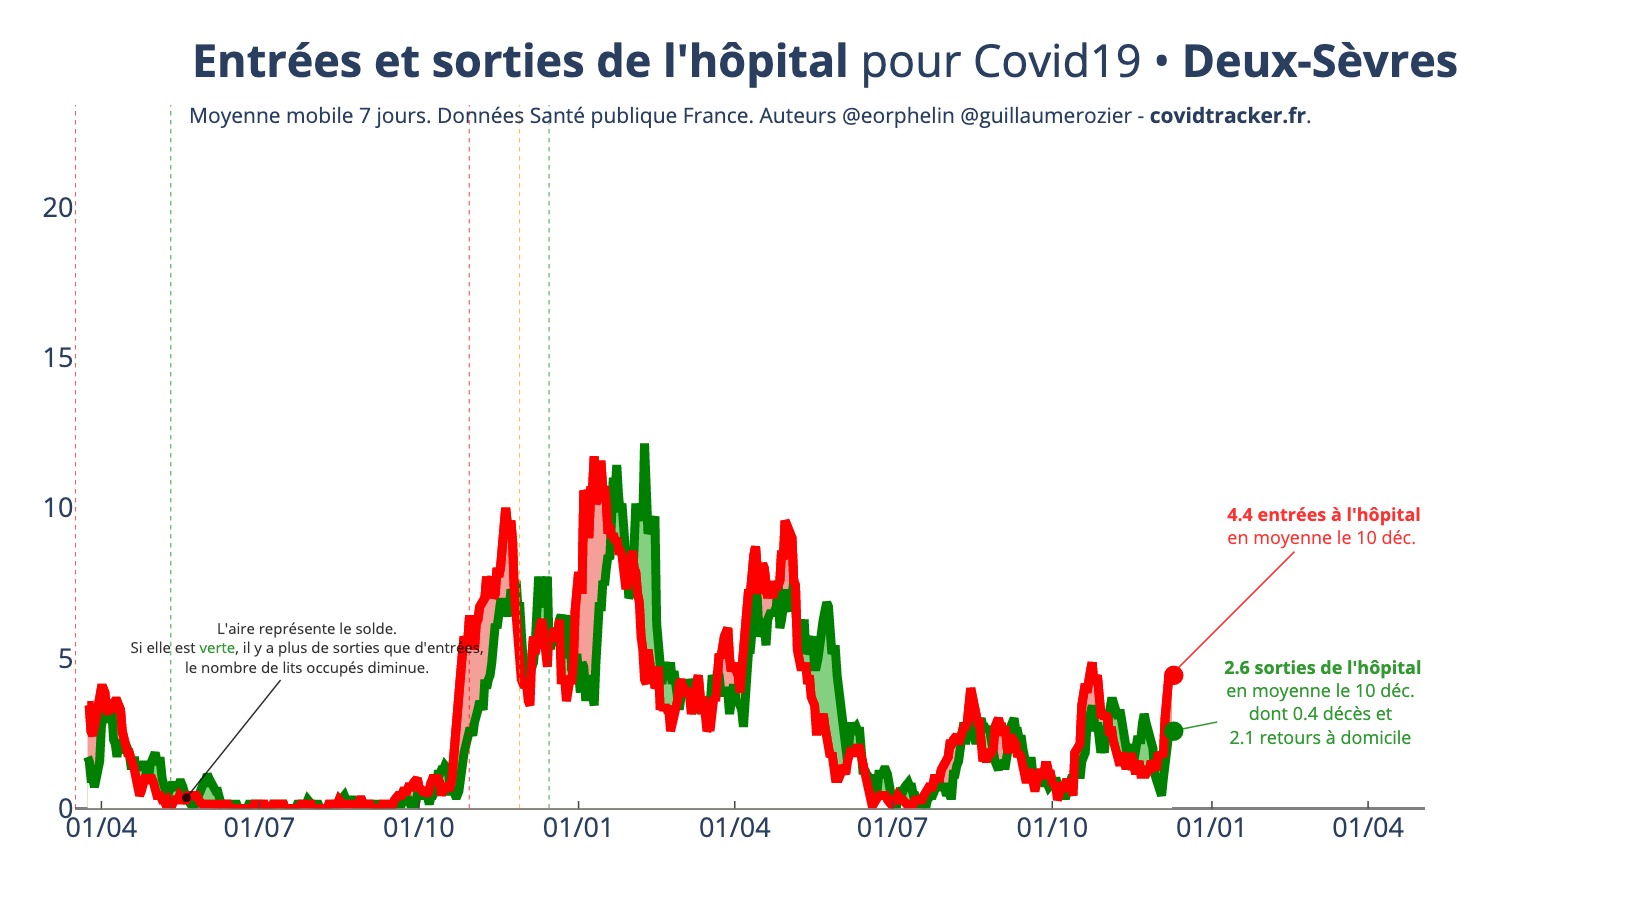 Entrées et sorties de l'hôpital pour Covid19 • Deux-Sèvres
Moyenne mobile 7 jours. Données Santé publique France. Auteurs @eorphelin @guillaumerozier - covidtracker.fr.
20
15
10
5
0
4.4 entrées à l'hôpital
en moyenne le 10 déc.
L'aire représente le solde.
Si elle est verte, il y a plus de sorties que d'entrées,
le nombre de lits occupés diminue.
2.6 sorties de l'hôpital
en moyenne le 10 déc.
dont 0.4 décès et
2.1 retours à domicile
01/04 01/07 01/10 01/01 01/04 01/07 01/10 01/01 01/04